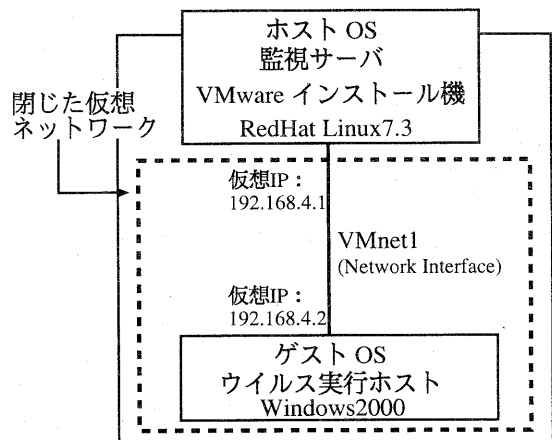 ホスト OS
監視サーバ
VMware インストール機
RedHat Linux7.3
閉じた仮想
ネットワーク
仮想IP：
192.168.4.1
VMnet1
(Network Interface)
仮想IP：
192.168.4.2
ゲスト OS
ウイルス実行ホスト
Windows2000